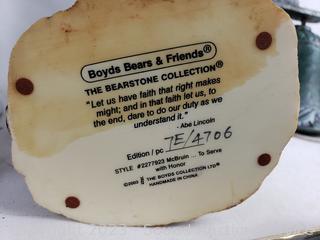 Boyds Bears & Friends®
THE BEARSTONE COLLECTION®
"Let us have faith that right makes
might; and in that faith let us, to
the end, dare to do our duty as we
understand it."
- Abe Lincoln
Edition / pc 7E/4706
STYLE #2277923 McBruin ... To Serve
with Honor
©2003 THE BOYDS COLLECTION LTD®
HANDMADE IN CHINA